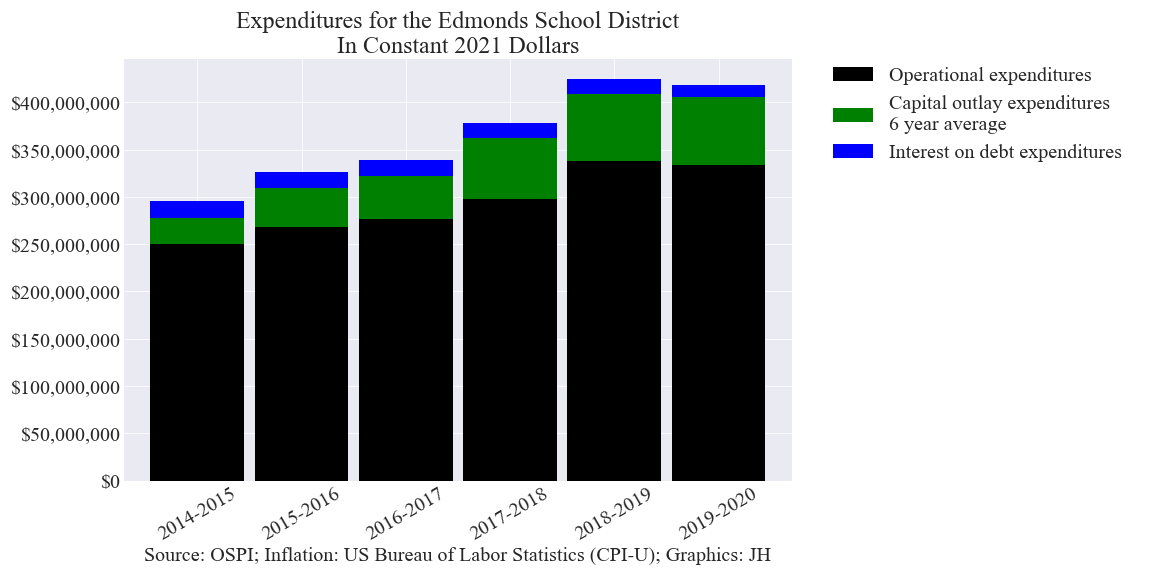 Expenditures for the Edmonds School District
In Constant 2021 Dollars
Operational expenditures
Capital outlay expenditures
6 year average
Interest on debt expenditures
$400,000,000
$350,000,000
$300,000,000
$250,000,000
$200,000,000
$150,000,000
$100,000,000
$50,000,000
$0
2014-2015
2015-2016
2016-2017
2017-2018
2018-2019
2019-2020
Source: OSPI; Inflation: US Bureau of Labor Statistics (CPI-U); Graphics: JH